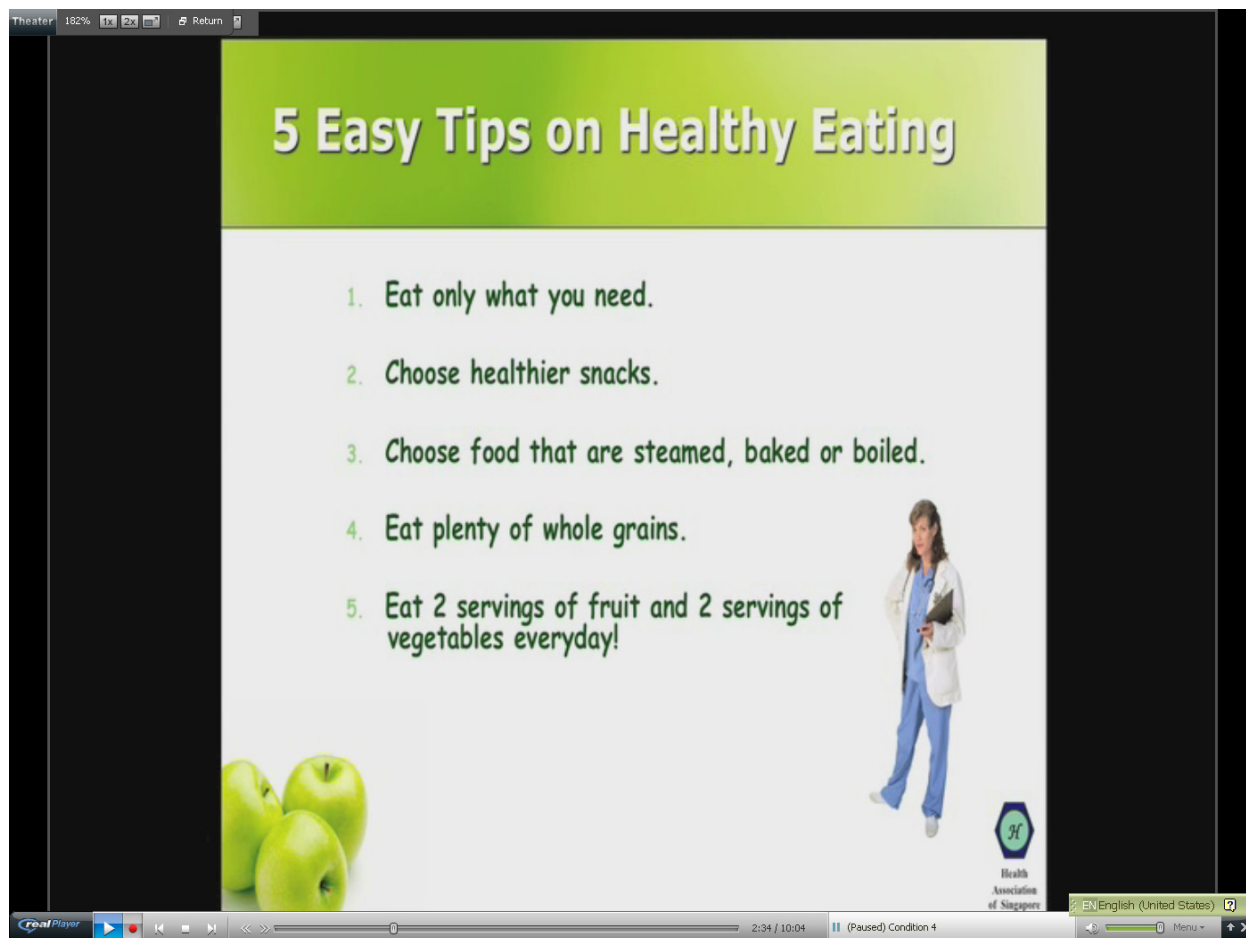 Theater 182% 1x 2x Return
5 Easy Tips on Healthy Eating
1. Eat only what you need.
2. Choose healthier snacks.
3. Choose food that are steamed, baked or boiled.
4. Eat plenty of whole grains.
5. Eat 2 servings of fruit and 2 servings of
vegetables everyday!
H
Health
Association
of Singapore
EN English (United States)
real Player 2:34 / 10:04 (Paused) Condition 4 Menu